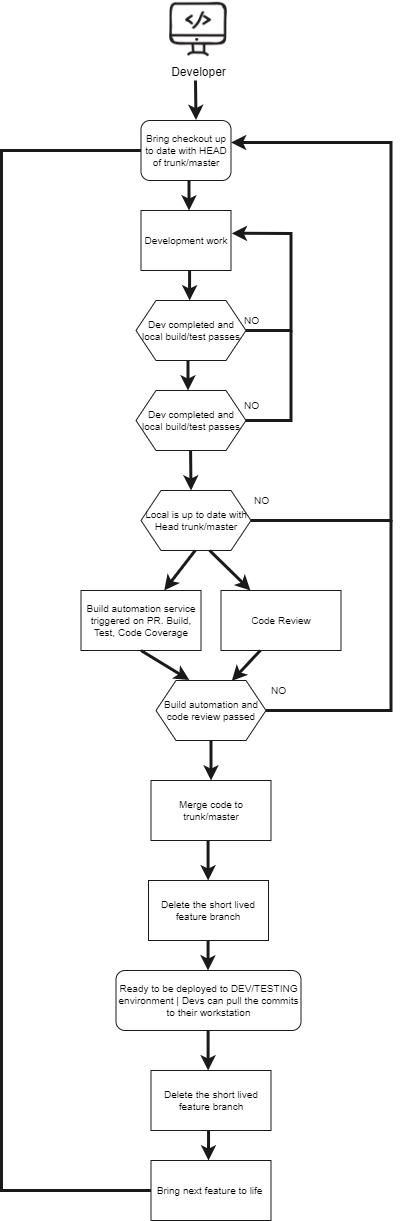 </>
Developer
Bring checkout up
to date with HEAD
of trunk/master
Development work
Dev completed and
local build/test passes
NO
Dev completed and
local build/test passes
NO
Local is up to date with
Head trunk/master
NO
Build automation service
triggered on PR. Build,
Test, Code Coverage
Code Review
Build automation and
code review passed
NO
Merge code to
trunk/master
Delete the short lived
feature branch
Ready to be deployed to DEV/TESTING
environment | Devs can pull the commits
to their workstation
Delete the short lived
feature branch
Bring next feature to life